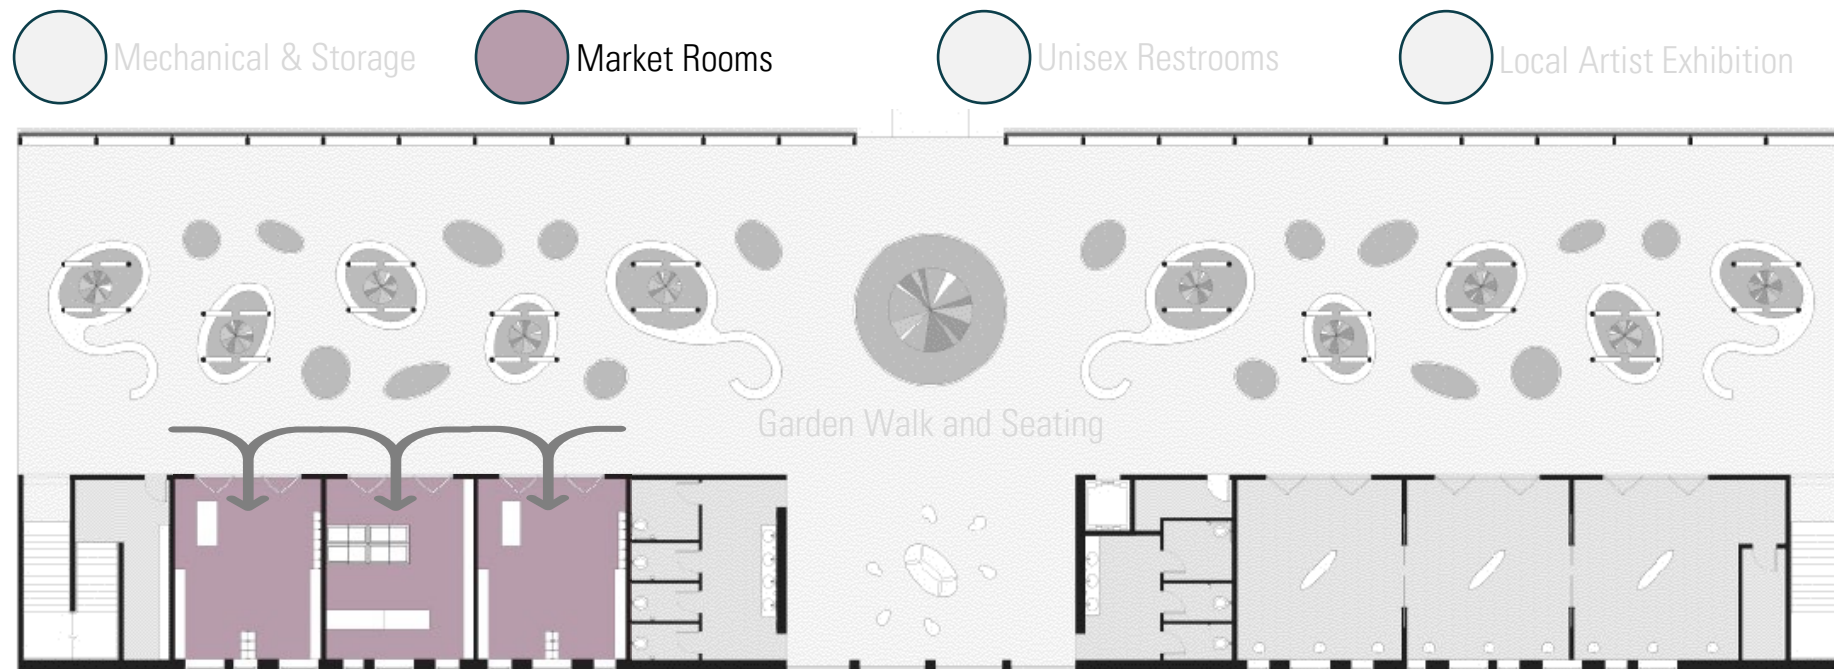 Mechanical & Storage
Market Rooms
Unisex Restrooms
Local Artist Exhibition
Garden Walk and Seating